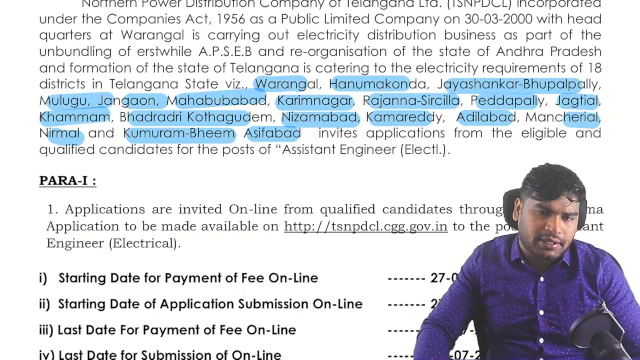 Northern Power Distribution Company of Telangana Ltd. (TSNPDCL) incorporated
under the Companies Act, 1956 as a Public Limited Company on 30-03-2000 with head
quarters at Warangal is carrying out electricity distribution business as part of the
unbundling of erstwhile A.P.S.E.B and re-organisation of the state of Andhra Pradesh
and formation of the state of Telangana is catering to the electricity requirements of 18
districts in Telangana State viz., Warangal, Hanumakonda, Jayashankar-Bhupalpally,
Mulugu, Jangaon, Mahabubabad, Karimnagar, Rajanna-Sircilla, Peddapally, Jagtial,
Khammam, Bhadradri Kothagudem, Nizamabad, Kamareddy, Adilabad, Mancherial,
Nirmal and Kumuram-Bheem Asifabad invites applications from the eligible and
qualified candidates for the posts of “Assistant Engineer (Electl.).
PARA-I :
1. Applications are invited On-line from qualified candidates through
Application to be made available on http://tsnpdcl.cgg.gov.in to the
Engineer (Electrical).
i) Starting Date for Payment of Fee On-Line ------- 27-0
ii) Starting Date of Application Submission On-Line -------
iii) Last Date For Payment of Fee On-Line -------
iv) Last Date for Submission of On-Line